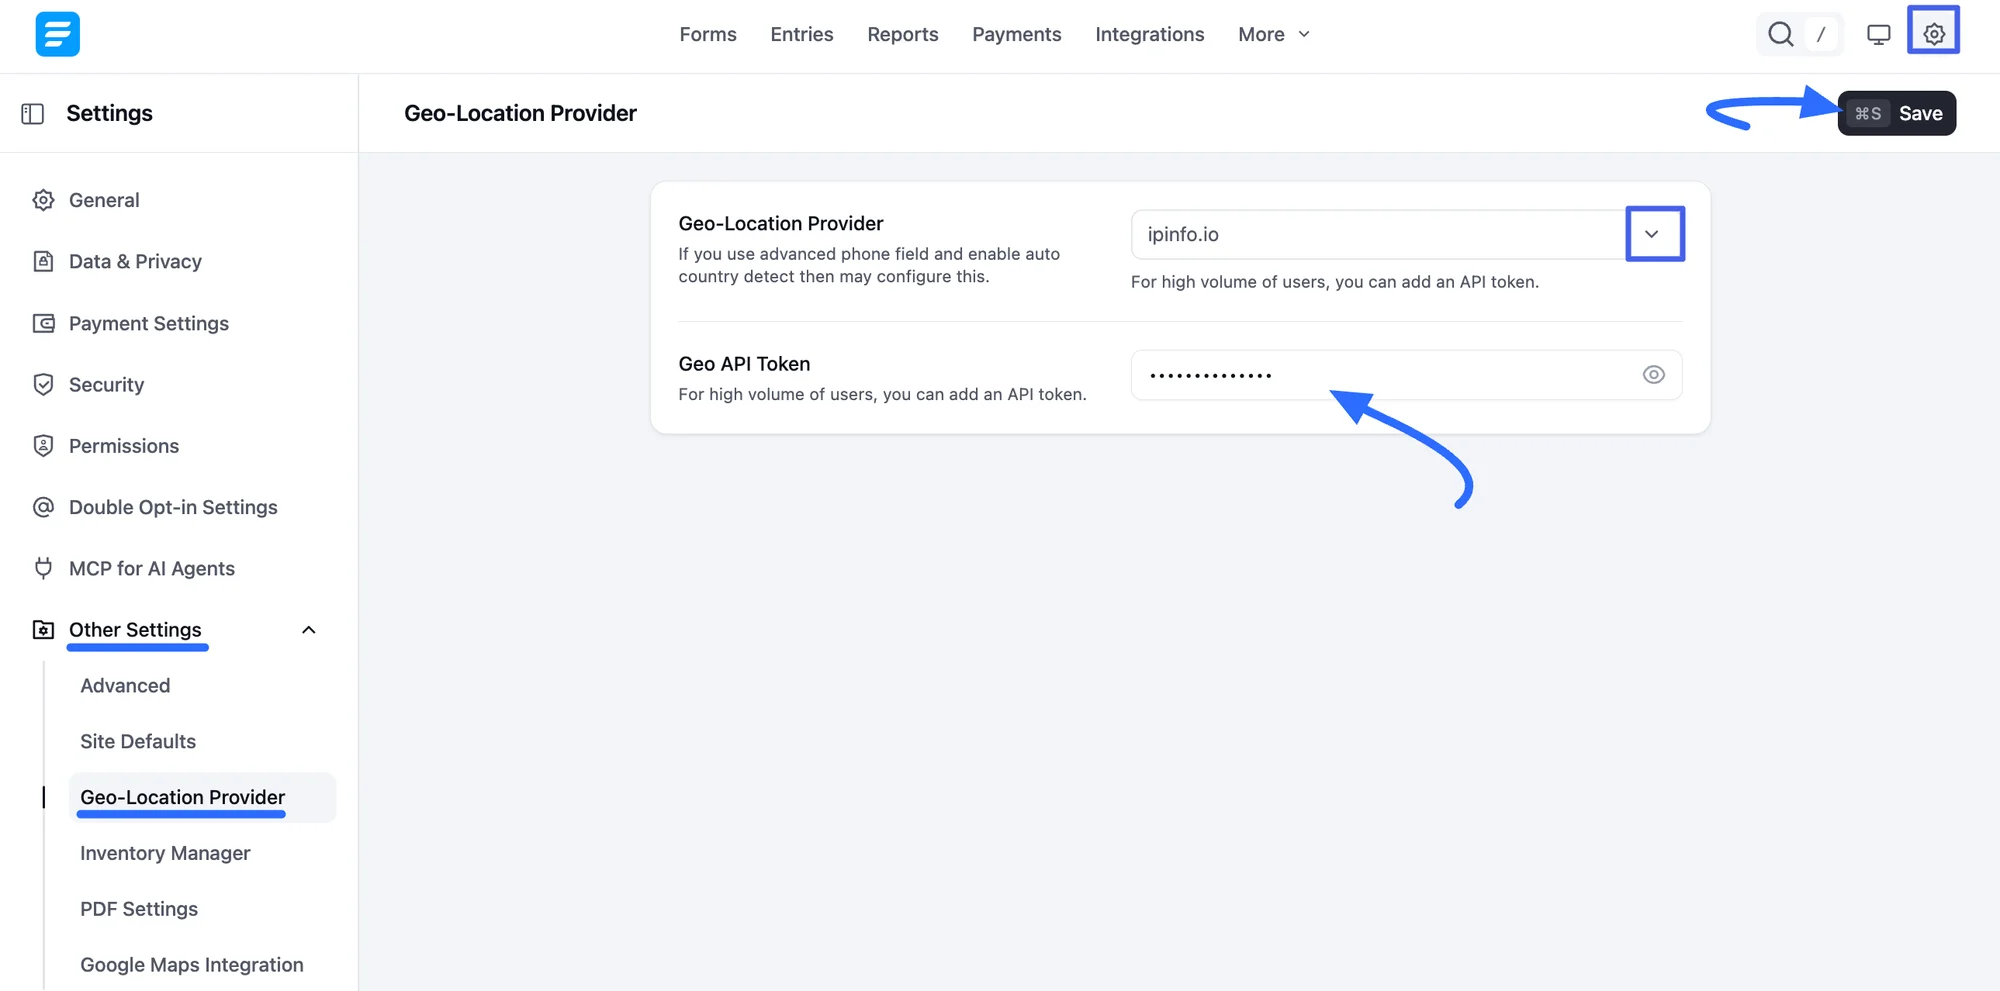 Forms Entries Reports Payments Integrations More /
Settings
Geo-Location Provider
⌘S Save
General
Data & Privacy
Payment Settings
Security
Permissions
Double Opt-in Settings
MCP for AI Agents
Other Settings
Advanced
Site Defaults
Geo-Location Provider
Inventory Manager
PDF Settings
Google Maps Integration
Geo-Location Provider
If you use advanced phone field and enable auto
country detect then may configure this.
ipinfo.io
For high volume of users, you can add an API token.
Geo API Token
For high volume of users, you can add an API token.
••••••••••••••